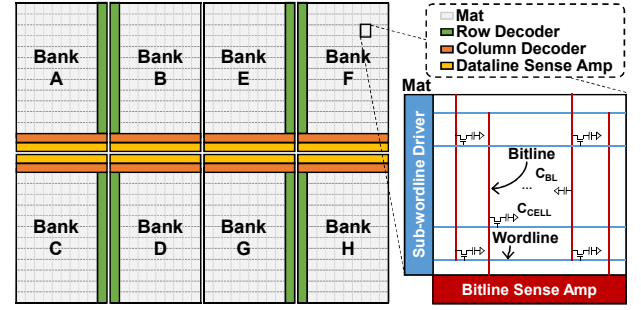 Mat
Row Decoder
Column Decoder
Dataline Sense Amp
Bank
A
Bank
B
Bank
E
Bank
F
Bank
C
Bank
D
Bank
G
Bank
H
Mat
Sub-wordline Driver
Bitline
CBL
...
CCELL
Wordline
Bitline Sense Amp